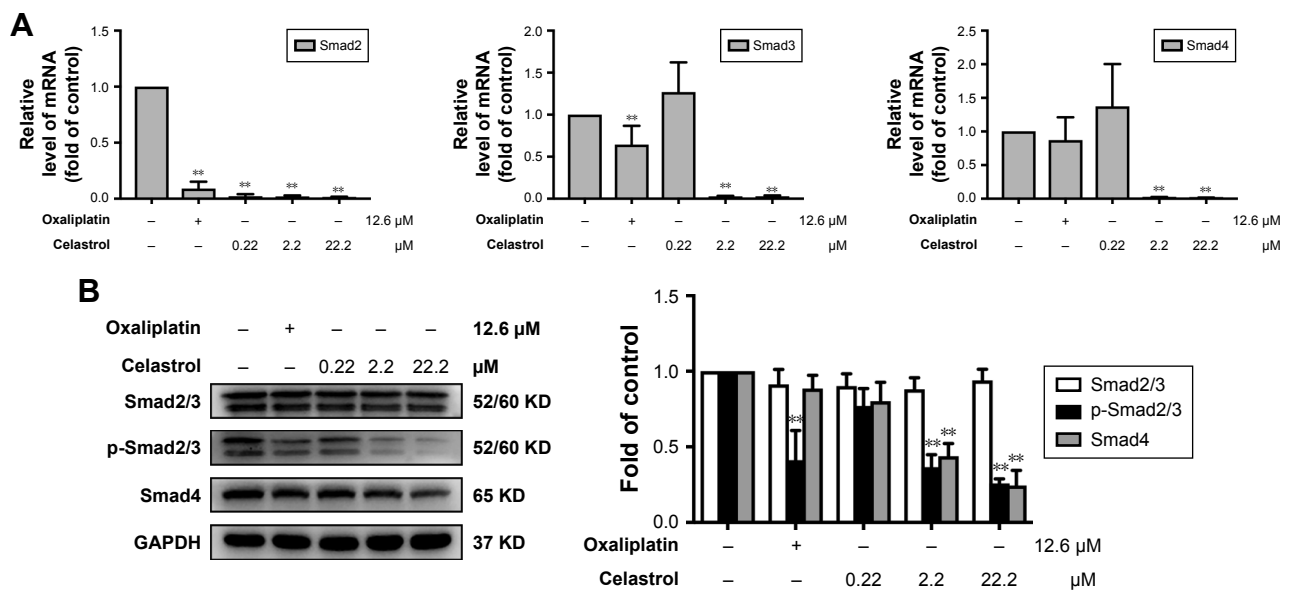 A
Relative
level of mRNA
(fold of control)
1.5
1.0
0.5
0.0
Smad2
** ** ** **
Oxaliplatin – + – – – 12.6 µM
Celastrol – – 0.22 2.2 22.2 µM
Relative
level of mRNA
(fold of control)
2.0
1.5
1.0
0.5
0.0
Smad3
** ** **
Oxaliplatin – + – – – 12.6 µM
Celastrol – – 0.22 2.2 22.2 µM
Relative
level of mRNA
(fold of control)
2.5
2.0
1.5
1.0
0.5
0.0
Smad4
** **
Oxaliplatin – + – – – 12.6 µM
Celastrol – – 0.22 2.2 22.2 µM
B
Oxaliplatin – + – – – 12.6 µM
Celastrol – – 0.22 2.2 22.2 µM
Smad2/3 52/60 KD
p-Smad2/3 52/60 KD
Smad4 65 KD
GAPDH 37 KD
Fold of control
1.5
1.0
0.5
0.0
** ** ** ** **
Smad2/3
p-Smad2/3
Smad4
Oxaliplatin – + – – – 12.6 µM
Celastrol – – 0.22 2.2 22.2 µM